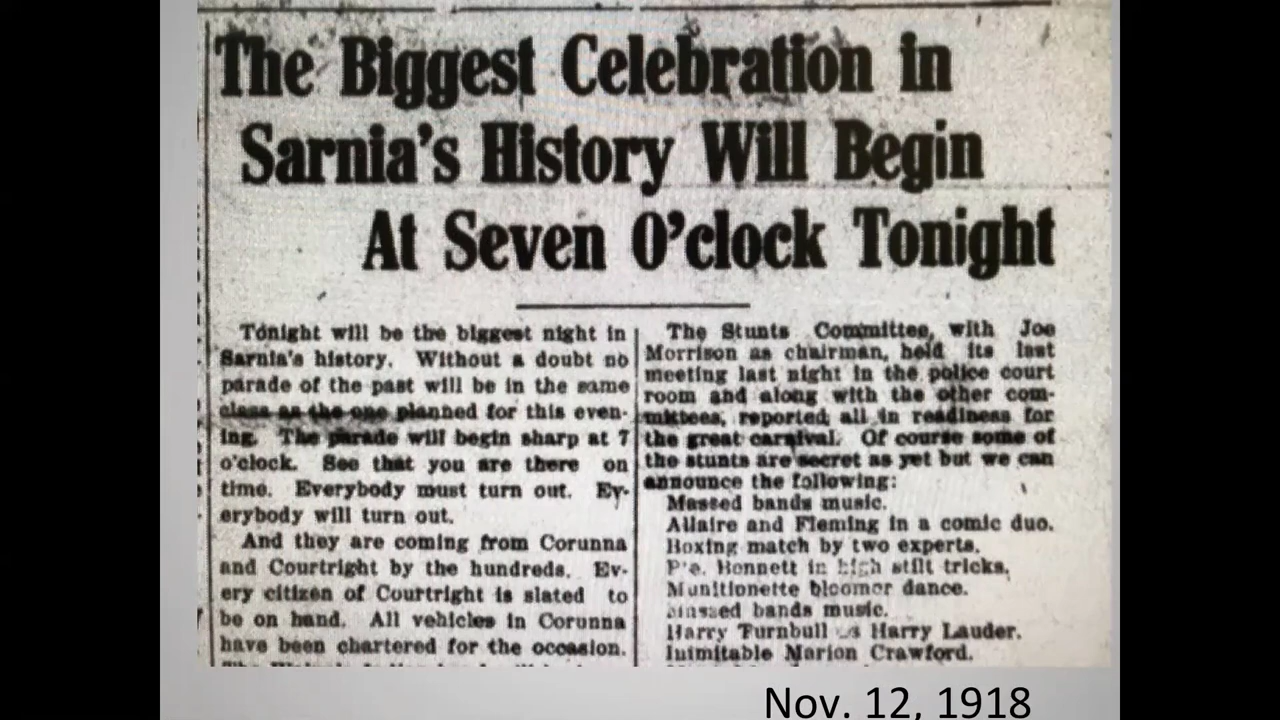 The Biggest Celebration in
Sarnia's History Will Begin
At Seven O'clock Tonight
Tonight will be the biggest night in
Sarnia's history. Without a doubt no
parade of the past will be in the same
class as the one planned for this even-
ing. The parade will begin sharp at 7
o'clock. See that you are there on
time. Everybody must turn out. Ev-
erybody will turn out.
And they are coming from Corunna
and Courtright by the hundreds. Ev-
ery citizen of Courtright is slated to
be on hand. All vehicles in Corunna
have been chartered for the occasion.
The Stunts Committee, with Joe
Morrison as chairman, held its last
meeting last night in the police court
room and along with the other com-
mittees, reported all in readiness for
the great carnival. Of course some of
the stunts are secret as yet but we can
announce the following:
Massed bands music.
Allaire and Fleming in a comic duo.
Boxing match by two experts.
Pte. Bennett in high stilt tricks.
Munitionette bloomer dance.
Massed bands music.
Harry Turnbull as Harry Lauder.
Inimitable Marion Crawford.
Nov. 12, 1918